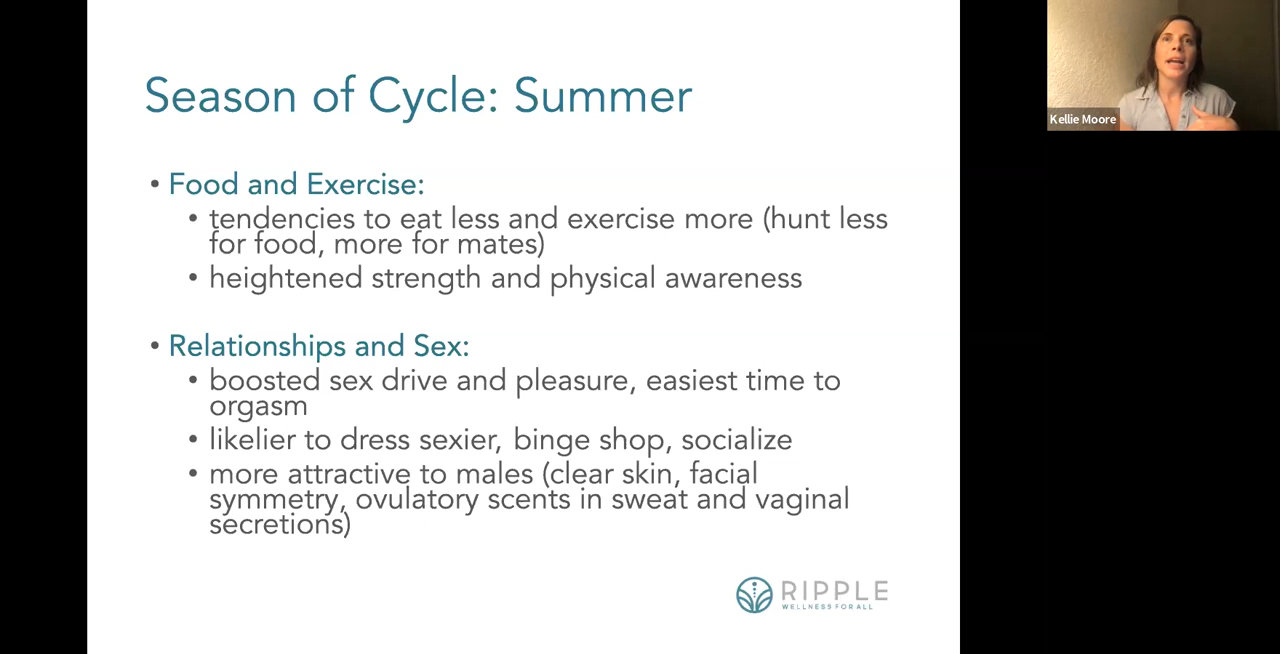 Season of Cycle: Summer
Kellie Moore
• Food and Exercise:
• tendencies to eat less and exercise more (hunt less
for food, more for mates)
• heightened strength and physical awareness
• Relationships and Sex:
• boosted sex drive and pleasure, easiest time to
orgasm
• likelier to dress sexier, binge shop, socialize
• more attractive to males (clear skin, facial
symmetry, ovulatory scents in sweat and vaginal
secretions)
RIPPLE
WELLNESS FOR ALL